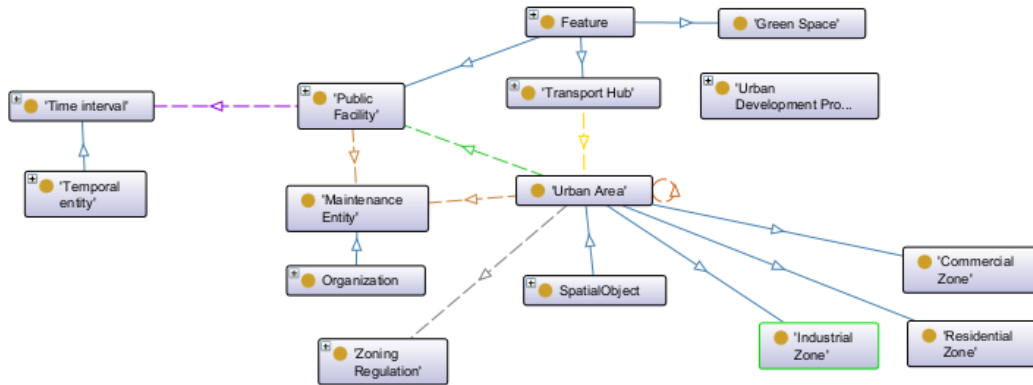 Feature
'Green Space'
'Time interval'
'Public
Facility'
'Transport Hub'
'Urban
Development Pro...
'Temporal
entity'
'Maintenance
Entity'
'Urban Area'
Organization
SpatialObject
'Commercial
Zone'
'Zoning
Regulation'
'Industrial
Zone'
'Residential
Zone'